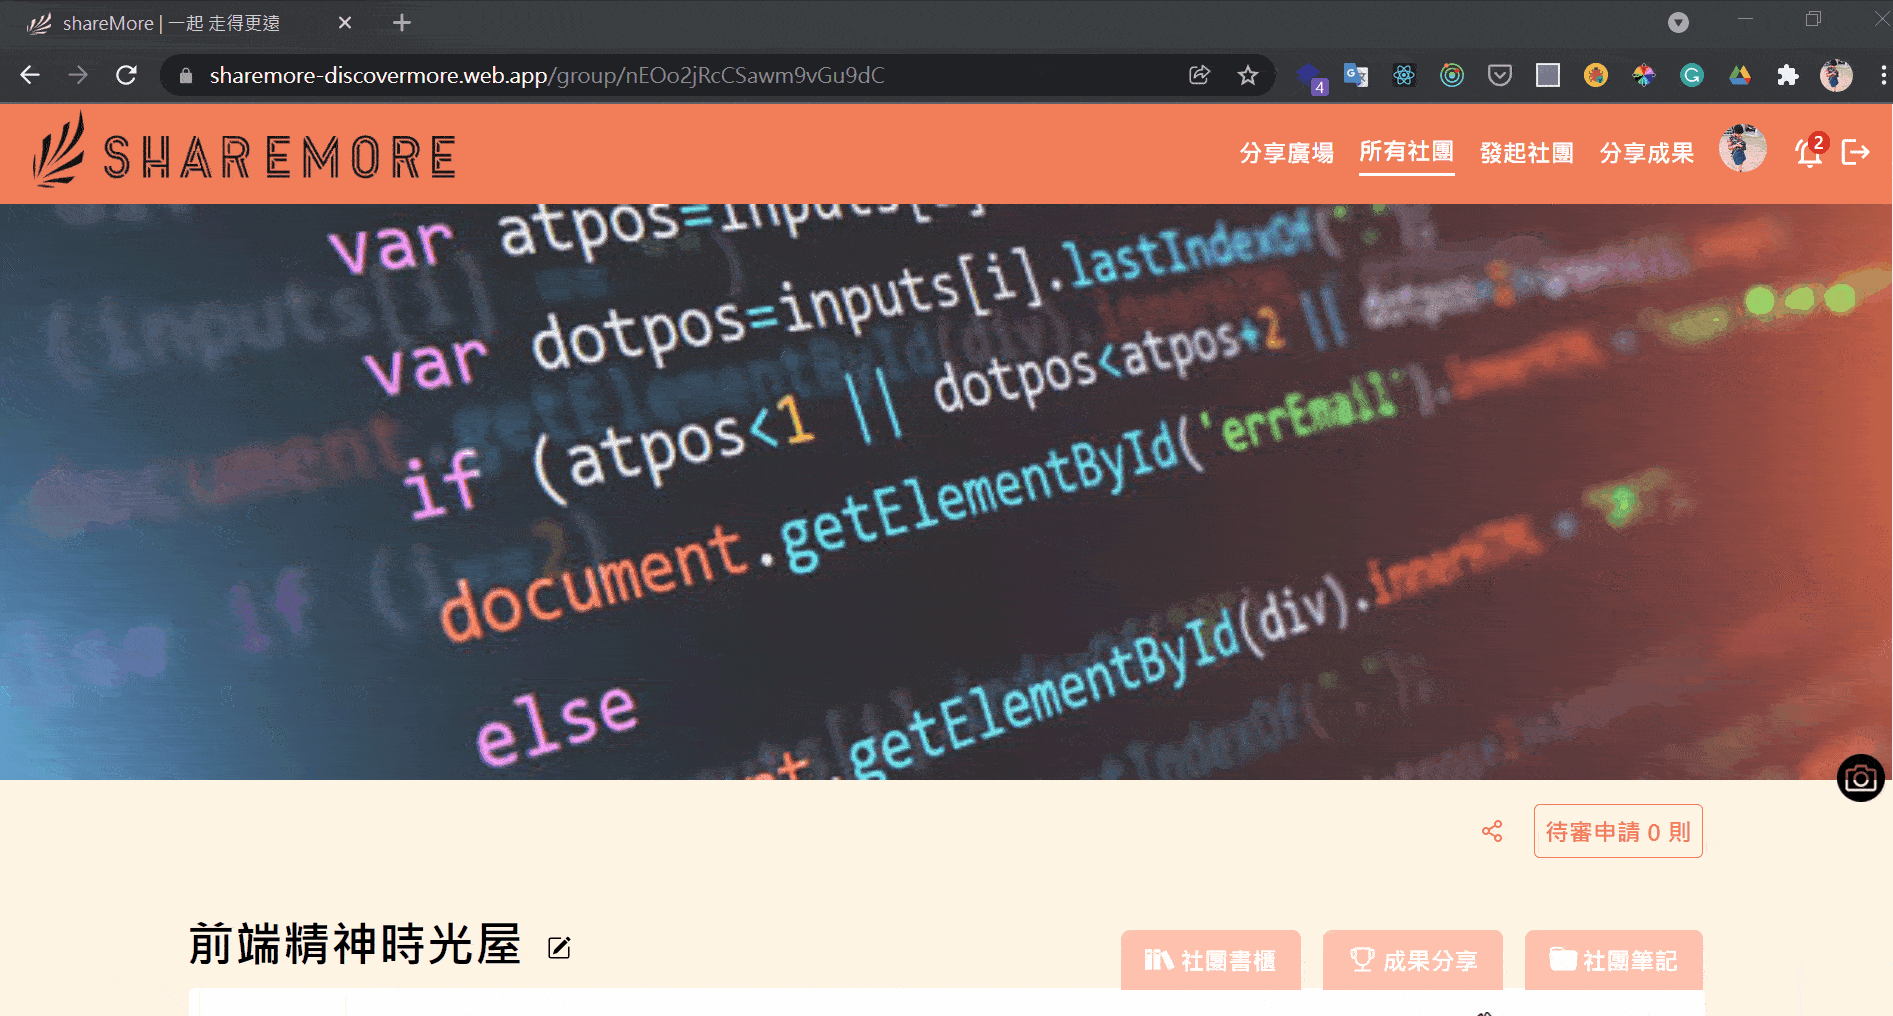 shareMore | 一起 走得更遠
sharemore-discovermore.web.app/group/nEOo2jRcCSawm9vGu9dC
4
SHAREMORE
分享廣場 所有社團 發起社團 分享成果 2
var atpos=inputs[i]
var dotpos=inputs[i].lastIndexOf(
if (atpos<1 || dotpos<atpos+2 ||
document.getElementById('errEmail').
else
getElementById(div).
待審申請 0 則
前端精神時光屋
社團書櫃 成果分享 社團筆記